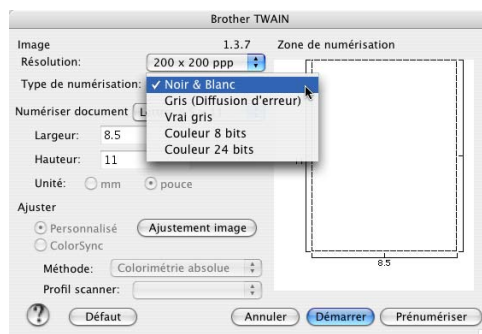 Brother TWAIN
Image 1.3.7 Zone de numérisation
Résolution: 200 x 200 ppp
Type de numérisation: ✓ Noir & Blanc
Gris (Diffusion d'erreur)
Vrai gris
Couleur 8 bits
Couleur 24 bits
Numériser document
Largeur: 8.5
Hauteur: 11
Unité: mm pouce
8.5
Ajuster
Personnalisé Ajustement image
ColorSync
Méthode: Colorimétrie absolue
Profil scanner:
? Défaut Annuler Démarrer Prénumériser